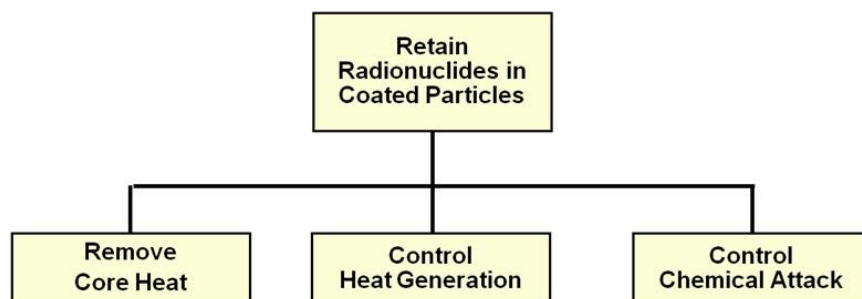 Retain
Radionuclides in
Coated Particles
Remove
Core Heat
Control
Heat Generation
Control
Chemical Attack